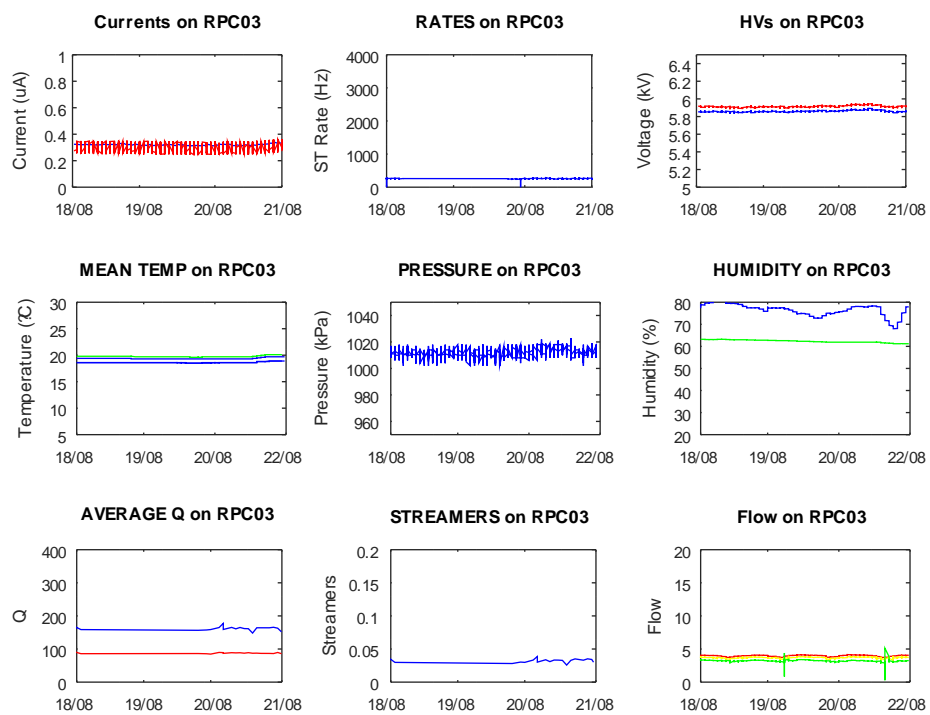 Currents on RPC03
RATES on RPC03
HVs on RPC03
Current (uA)
1
0.8
0.6
0.4
0.2
0
18/08 19/08 20/08 21/08
ST Rate (Hz)
4000
3000
2000
1000
0
18/08 19/08 20/08 21/08
Voltage (kV)
6.4
6.2
6
5.8
5.6
5.4
5.2
5
18/08 19/08 20/08 21/08
MEAN TEMP on RPC03
PRESSURE on RPC03
HUMIDITY on RPC03
Temperature (?C)
30
25
20
15
10
5
18/08 19/08 20/08 22/08
Pressure (kPa)
1040
1020
1000
980
960
18/08 19/08 20/08 22/08
Humidity (%)
80
70
60
50
40
30
20
18/08 19/08 20/08 22/08
AVERAGE Q on RPC03
STREAMERS on RPC03
Flow on RPC03
Q
400
300
200
100
0
18/08 19/08 20/08 21/08
Streamers
0.2
0.15
0.1
0.05
0
18/08 19/08 20/08 21/08
Flow
20
15
10
5
0
18/08 19/08 20/08 22/08